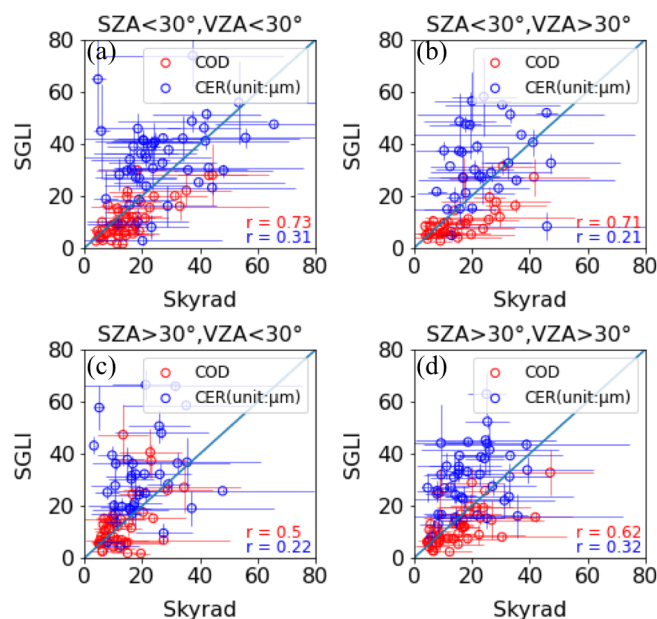 SZA<30°,VZA<30°
(a)
COD
CER(unit:μm)
80
60
40
20
0
SGLI
r = 0.73
r = 0.31
0 20 40 60 80
Skyrad
SZA<30°,VZA>30°
(b)
COD
CER(unit:μm)
80
60
40
20
0
SGLI
r = 0.71
r = 0.21
0 20 40 60 80
Skyrad
SZA>30°,VZA<30°
(c)
COD
CER(unit:μm)
80
60
40
20
0
SGLI
r = 0.5
r = 0.22
0 20 40 60 80
Skyrad
SZA>30°,VZA>30°
(d)
COD
CER(unit:μm)
80
60
40
20
0
SGLI
r = 0.62
r = 0.32
0 20 40 60 80
Skyrad